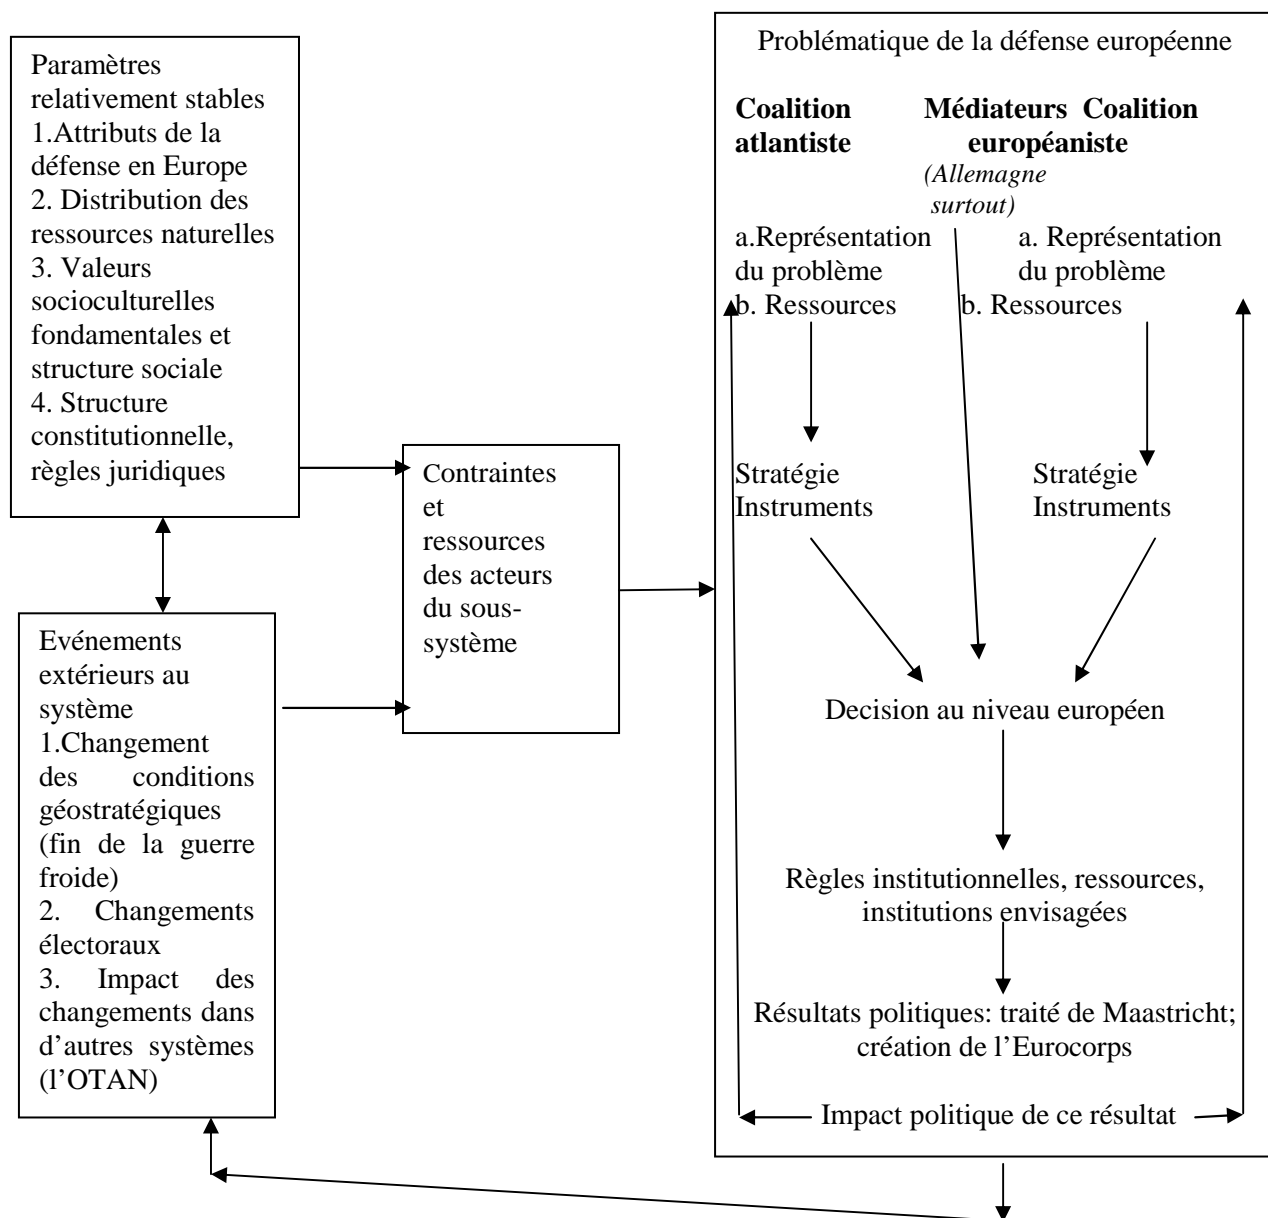 Paramètres
relativement stables
1.Attributs de la
défense en Europe
2. Distribution des
ressources naturelles
3. Valeurs
socioculturelles
fondamentales et
structure sociale
4. Structure
constitutionnelle,
règles juridiques
Evénements
extérieurs au
système
1.Changement
des conditions
géostratégiques
(fin de la guerre
froide)
2. Changements
électoraux
3. Impact des
changements dans
d’autres systèmes
(l’OTAN)
Contraintes
et
ressources
des acteurs
du sous-
système
Problématique de la défense européenne
Coalition Médiateurs Coalition
atlantiste européaniste
(Allemagne
surtout)
a.Représentation a. Représentation
du problème du problème
b. Ressources b. Ressources
Stratégie Stratégie
Instruments Instruments
Decision au niveau européen
Règles institutionnelles, ressources,
institutions envisagées
Résultats politiques: traité de Maastricht;
création de l’Eurocorps
Impact politique de ce résultat